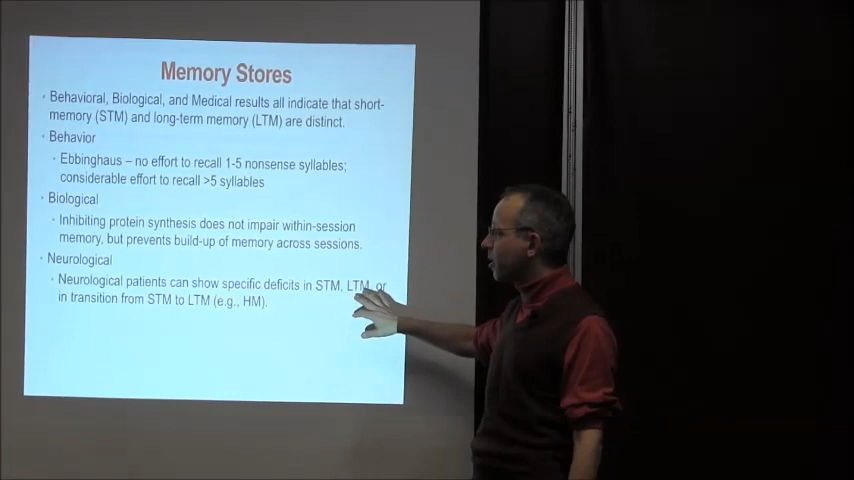 Memory Stores
• Behavioral, Biological, and Medical results all indicate that short-
memory (STM) and long-term memory (LTM) are distinct.
• Behavior
• Ebbinghaus – no effort to recall 1-5 nonsense syllables;
considerable effort to recall >5 syllables
• Biological
• Inhibiting protein synthesis does not impair within-session
memory, but prevents build-up of memory across sessions.
• Neurological
• Neurological patients can show specific deficits in STM, LTM, or
in transition from STM to LTM (e.g., HM).